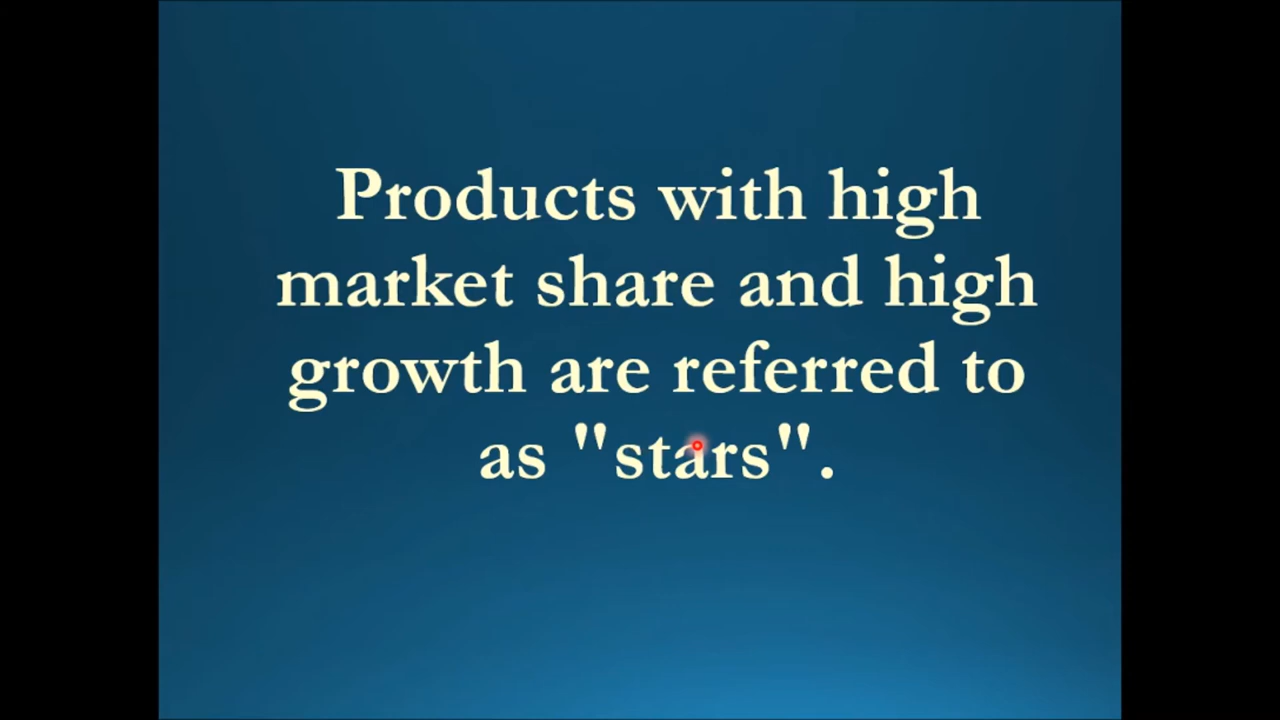 Products with high
market share and high
growth are referred to
as "stars".